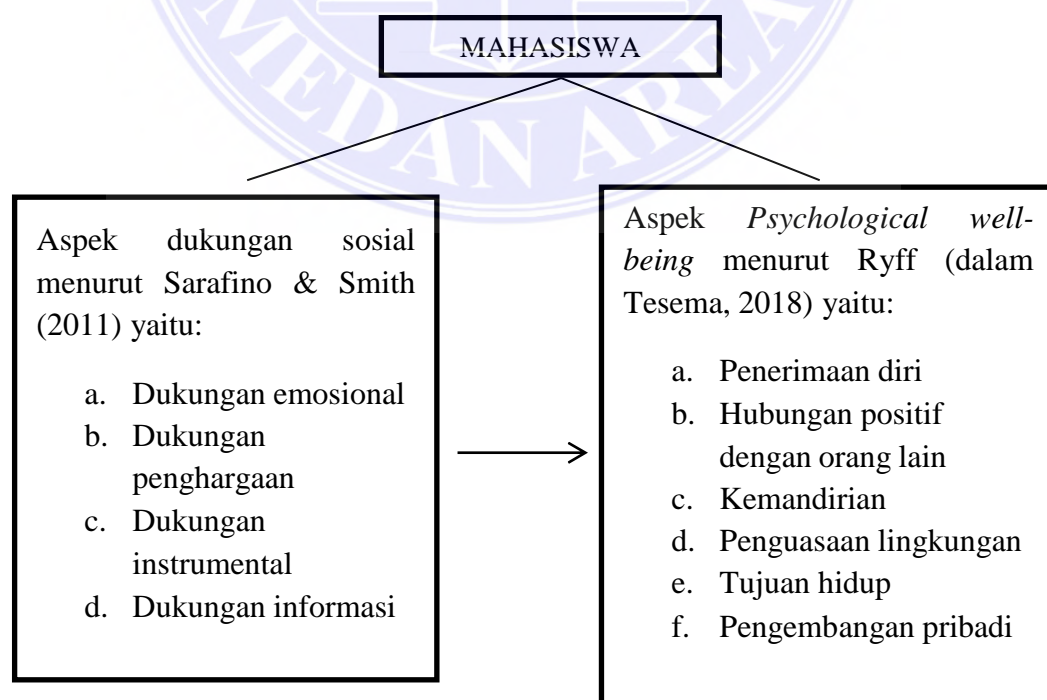 MAHASISWA
MEDAN AREA
Aspek dukungan sosial
menurut Sarafino & Smith
(2011) yaitu:
a. Dukungan emosional
b. Dukungan
penghargaan
c. Dukungan
instrumental
d. Dukungan informasi
Aspek Psychological well-
being menurut Ryff (dalam
Tesema, 2018) yaitu:
a. Penerimaan diri
b. Hubungan positif
dengan orang lain
c. Kemandirian
d. Penguasaan lingkungan
e. Tujuan hidup
f. Pengembangan pribadi